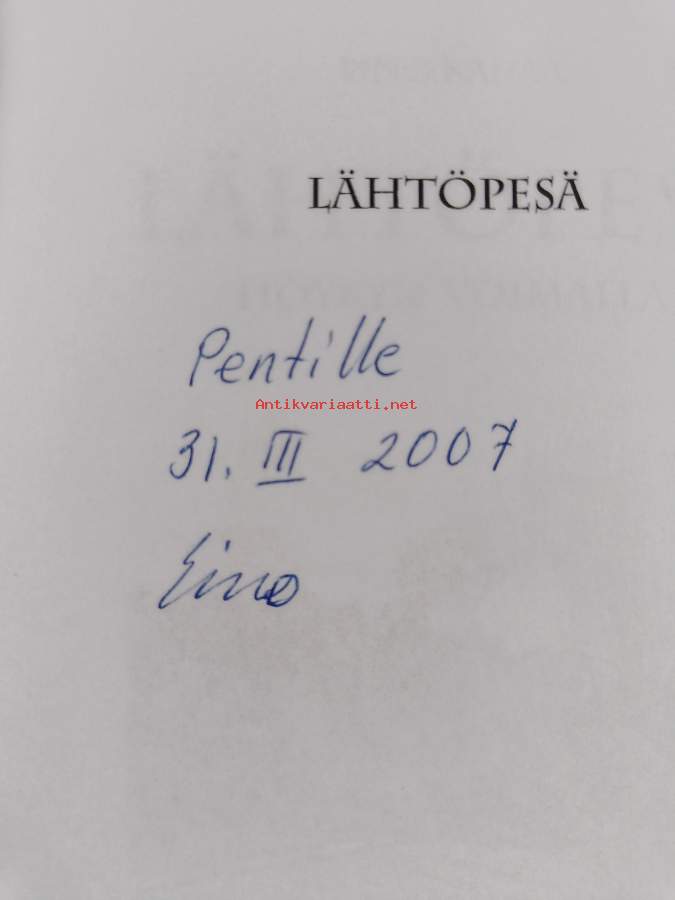 LÄHTÖPESÄ
Pentille
Antikvariaatti.net
31. III 2007
Eino